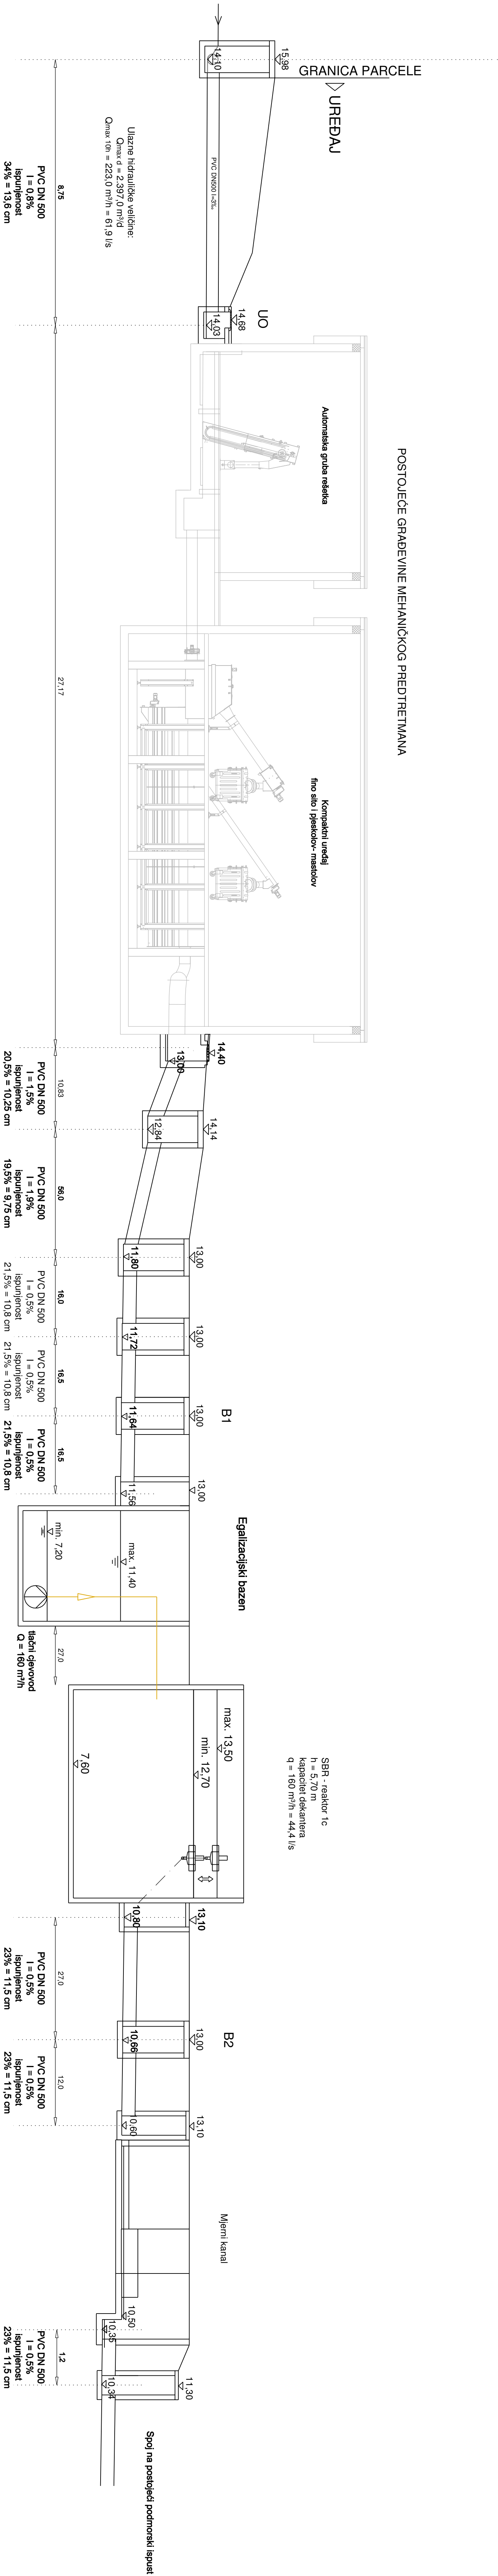 15,98
14,10
GRANICA PARCELE
UREĐAJ
PVC DN500 I=3‰
Ulazne hidrauličke veličine:
Qmax d = 2.397,0 m³/d
Qmax 10h = 223,0 m³/h = 61,9 l/s
8,75
PVC DN 500
I = 0,8%
ispunjenost
34% = 13,6 cm
UO
14,68
14,03
POSTOJEĆE GRAĐEVINE MEHANIČKOG PREDTRETMANA
Automatska gruba rešetka
Kompaktni uređaj
fino sito i pjeskolov- mastolov
27,17
14,40
13,00
10,83
PVC DN 500
I = 1,5%
ispunjenost
20,5% = 10,25 cm
14,14
12,84
56,0
PVC DN 500
I = 1,9%
ispunjenost
19,5% = 9,75 cm
13,00
11,80
16,0
PVC DN 500
I = 0,5%
ispunjenost
21,5% = 10,8 cm
13,00
11,72
16,5
PVC DN 500
I = 0,5%
ispunjenost
21,5% = 10,8 cm
B1
13,00
11,64
16,5
PVC DN 500
I = 0,5%
ispunjenost
21,5% = 10,8 cm
13,00
11,56
Egalizacijski bazen
max. 11,40
min. 7,20
27,0
tlačni cjevovod
Q = 160 m³/h
SBR - reaktor 1c
h = 5,70 m
kapacitet dekantera
q = 160 m³/h = 44,4 l/s
max. 13,50
min. 12,70
7,60
13,10
10,80
27,0
PVC DN 500
I = 0,5%
ispunjenost
23% = 11,5 cm
B2
13,00
10,66
12,0
PVC DN 500
I = 0,5%
ispunjenost
23% = 11,5 cm
13,10
10,60
Mjerni kanal
10,50
10,35
1,2
PVC DN 500
I = 0,5%
ispunjenost
23% = 11,5 cm
11,30
10,34
Spoj na postojeći podmorski ispust